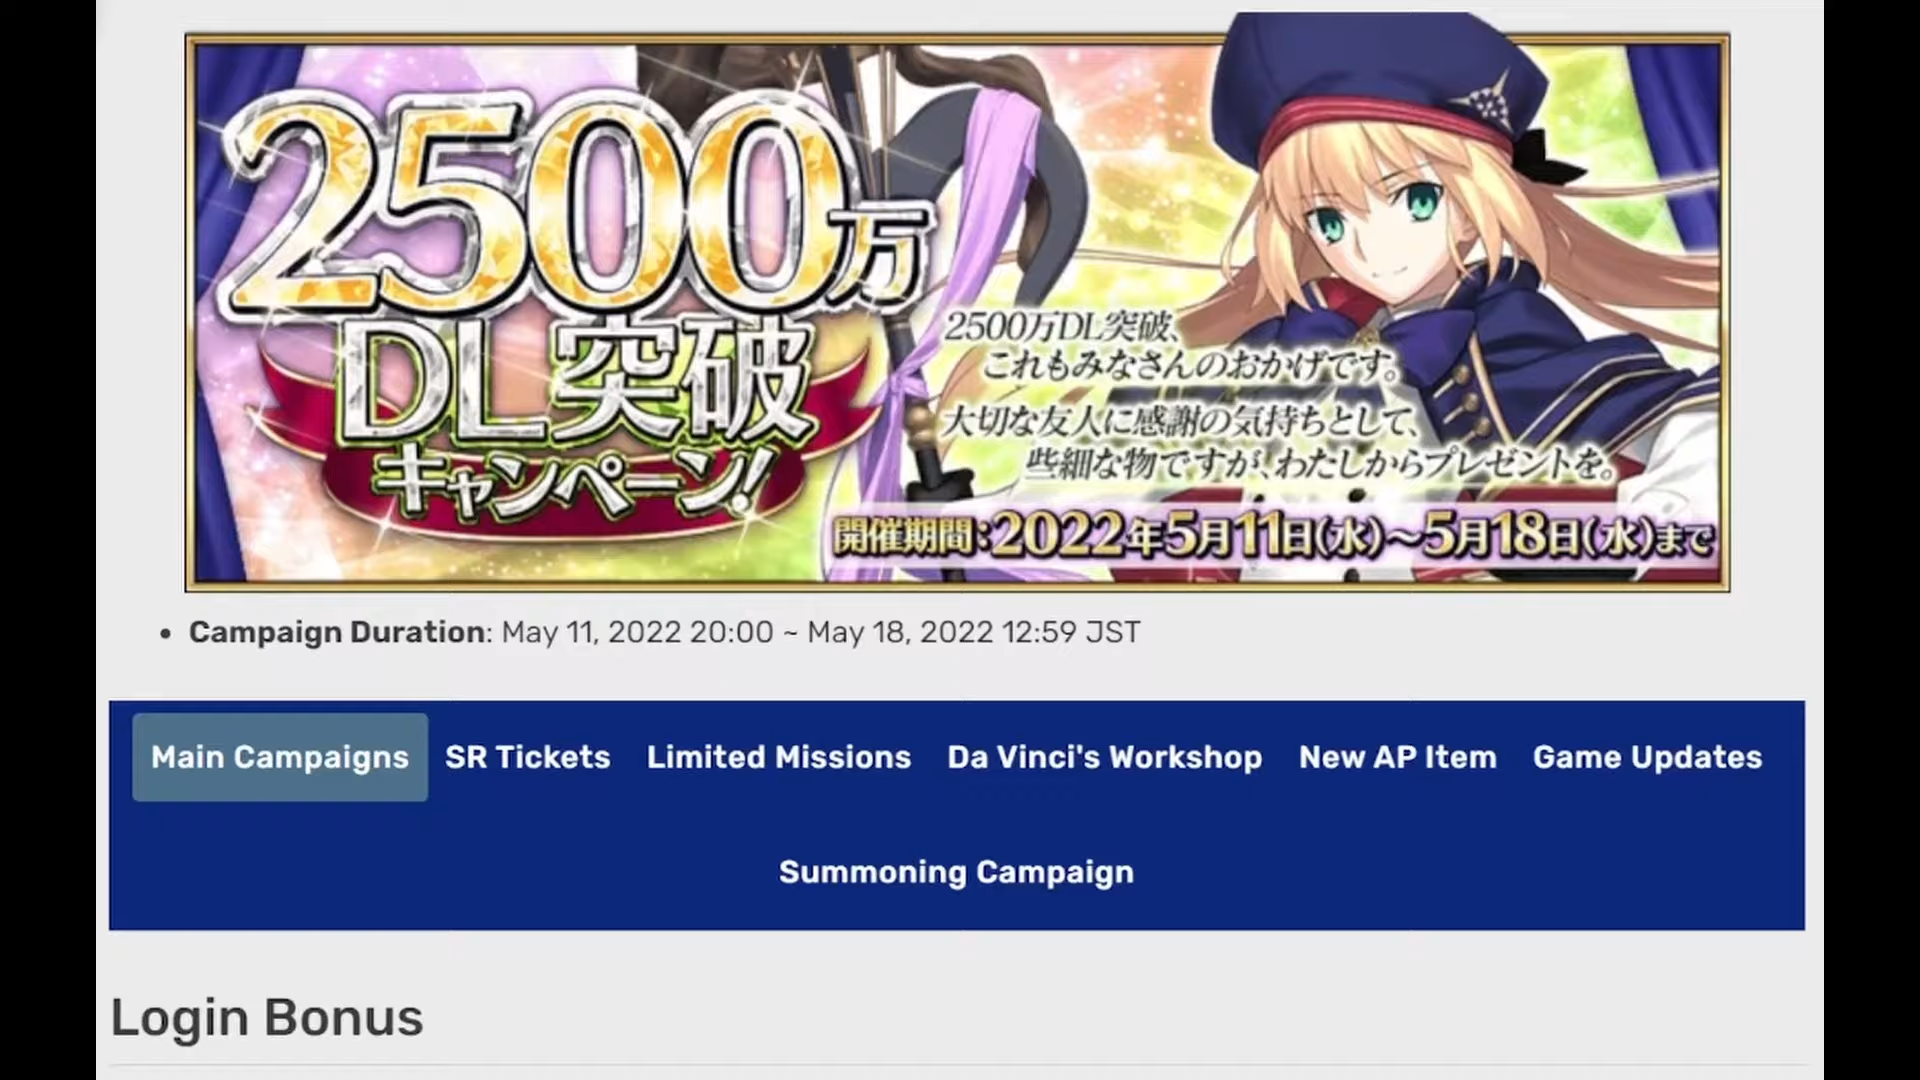 2500万
DL突破
キャンペーン!
2500万DL突破、
これもみなさんのおかげです。
大切な友人に感謝の気持ちとして、
些細な物ですが、わたしからプレゼントを。
開催期間:2022年5月11日(水)~5月18日(水)まで
• Campaign Duration: May 11, 2022 20:00 ~ May 18, 2022 12:59 JST
Main Campaigns SR Tickets Limited Missions Da Vinci's Workshop New AP Item Game Updates
Summoning Campaign
Login Bonus